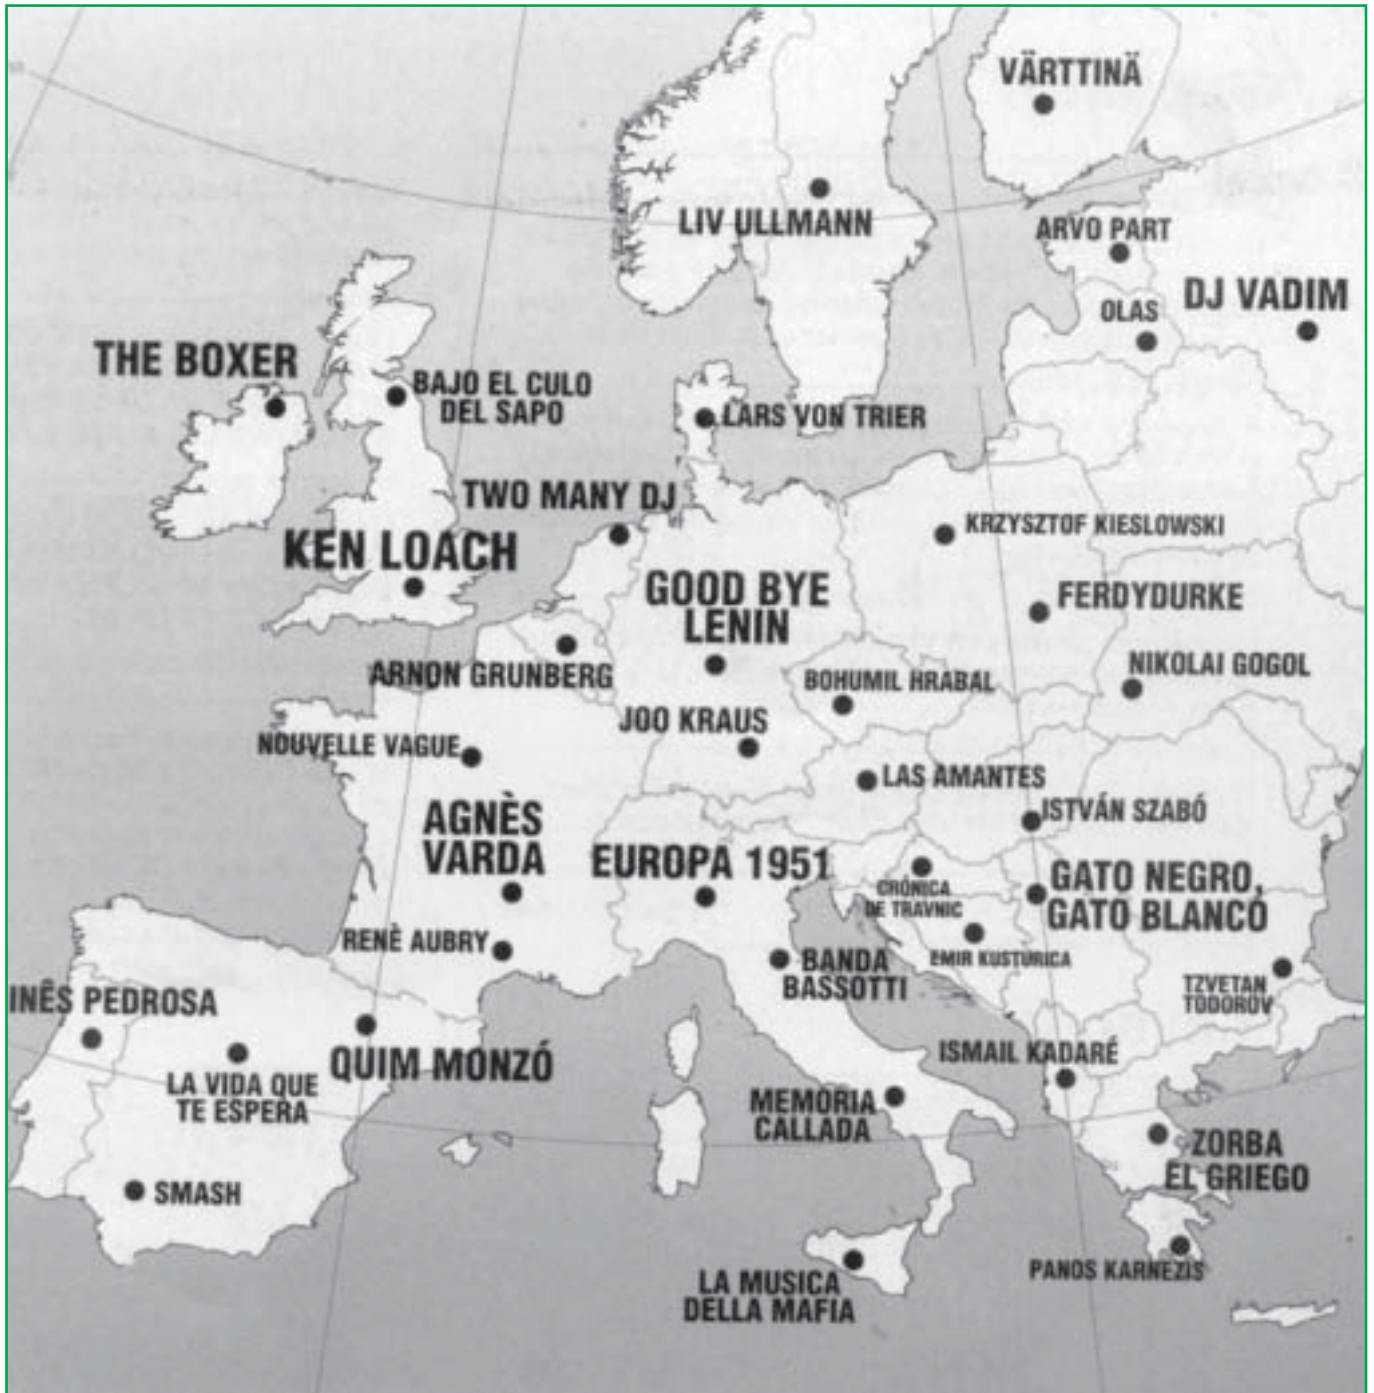 VÄRTTINÄ
LIV ULLMANN
ARVO PART
DJ VADIM
OLAS
THE BOXER
BAJO EL CULO
DEL SAPO
LARS VON TRIER
TWO MANY DJ
KRZYSZTOF KIESLOWSKI
KEN LOACH
GOOD BYE
LENIN
FERDYDURKE
ARNON GRUNBERG
BOHUMIL HRABAL
NIKOLAI GOGOL
JOO KRAUS
NOUVELLE VAGUE
LAS AMANTES
ISTVÁN SZABÓ
AGNÈS
VARDA
EUROPA 1951
CRÓNICA
DE TRAVNIC
GATO NEGRO,
GATO BLANCO
RENÈ AUBRY
BANDA
BASSOTTI
EMIR KUSTURICA
TZVETAN
TODOROV
INÊS PEDROSA
QUIM MONZÓ
ISMAIL KADARÉ
LA VIDA QUE
TE ESPERA
MEMORIA
CALLADA
ZORBA
EL GRIEGO
SMASH
PANOS KARNEZIS
LA MUSICA
DELLA MAFIA